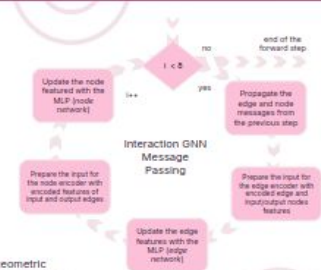 no
end of the
forward step
i < 8
yes
i++
Update the node
featured with the
MLP (node
network)
Propagate the
edge and node
messages from
the previous step
Interaction GNN
Message
Passing
Prepare the input for
the node encoder with
encoded features of
input and output edges
Prepare the input for
the edge encoder with
encoded edge and
input/output nodes
features
Update the edge
features with the
MLP (edge
network)
eometric